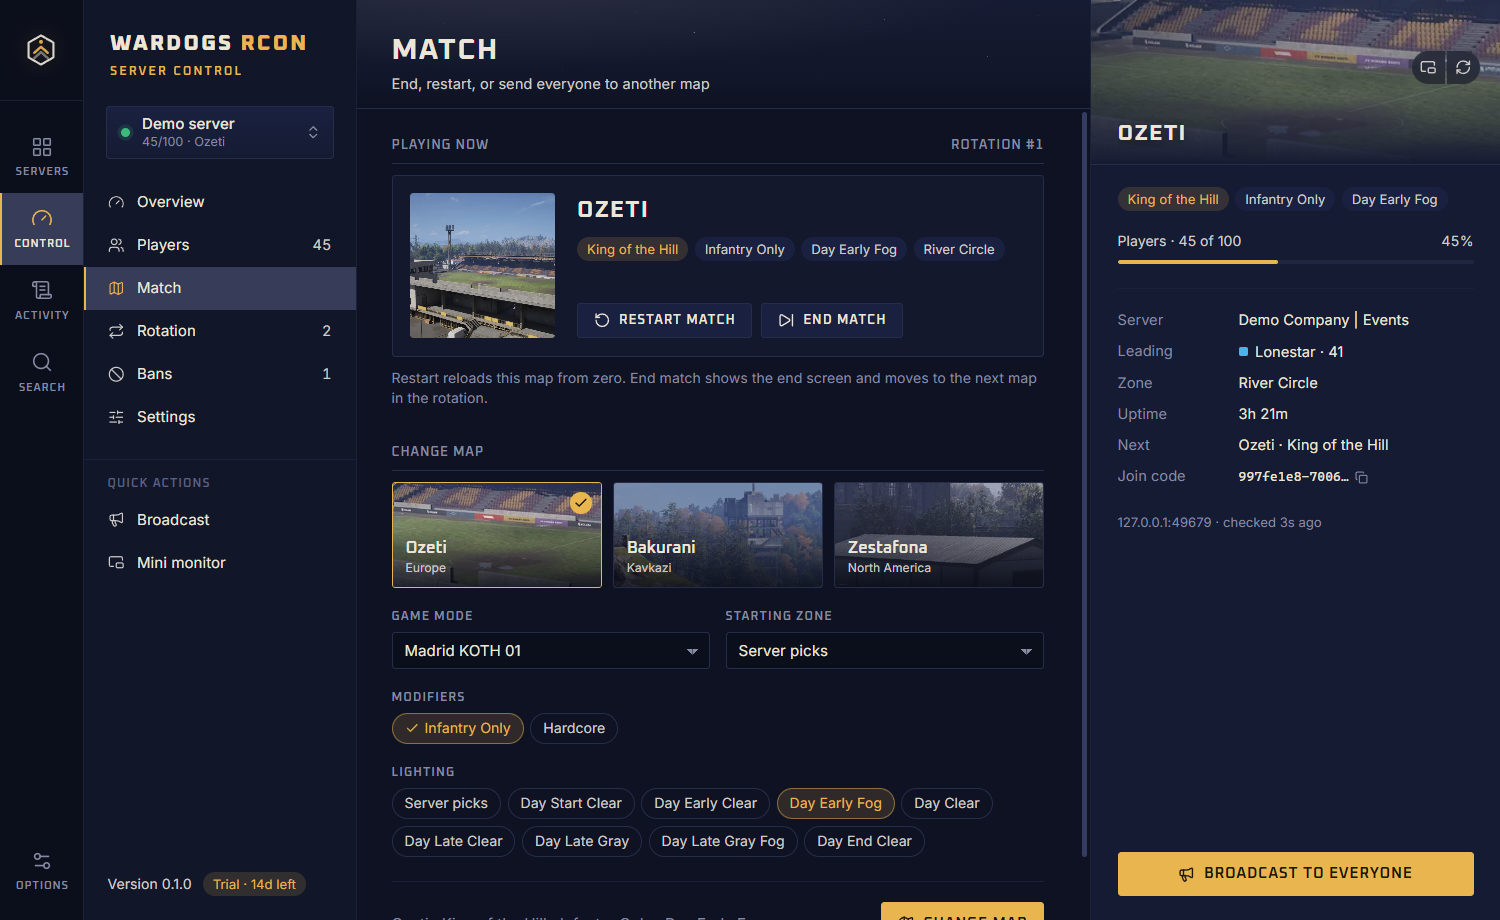 WARDOGS RCON
SERVER CONTROL
Demo server
45/100 · Ozeti
SERVERS
CONTROL
ACTIVITY
SEARCH
OPTIONS
Overview
Players 45
Match
Rotation 2
Bans 1
Settings
QUICK ACTIONS
Broadcast
Mini monitor
Version 0.1.0 Trial · 14d left
MATCH
End, restart, or send everyone to another map
PLAYING NOW ROTATION #1
OZETI
King of the Hill Infantry Only Day Early Fog River Circle
RESTART MATCH END MATCH
Restart reloads this map from zero. End match shows the end screen and moves to the next map
in the rotation.
CHANGE MAP
Ozeti
Europe
Bakurani
Kavkazi
Zestafona
North America
GAME MODE STARTING ZONE
Madrid KOTH 01 Server picks
MODIFIERS
Infantry Only Hardcore
LIGHTING
Server picks Day Start Clear Day Early Clear Day Early Fog Day Clear
Day Late Clear Day Late Gray Day Late Gray Fog Day End Clear
CHANGE MAP
OZETI
King of the Hill Infantry Only Day Early Fog
Players · 45 of 100 45%
Server Demo Company | Events
Leading Lonestar · 41
Zone River Circle
Uptime 3h 21m
Next Ozeti · King of the Hill
Join code 997fe1e8-7006…
127.0.0.1:49679 · checked 3s ago
BROADCAST TO EVERYONE